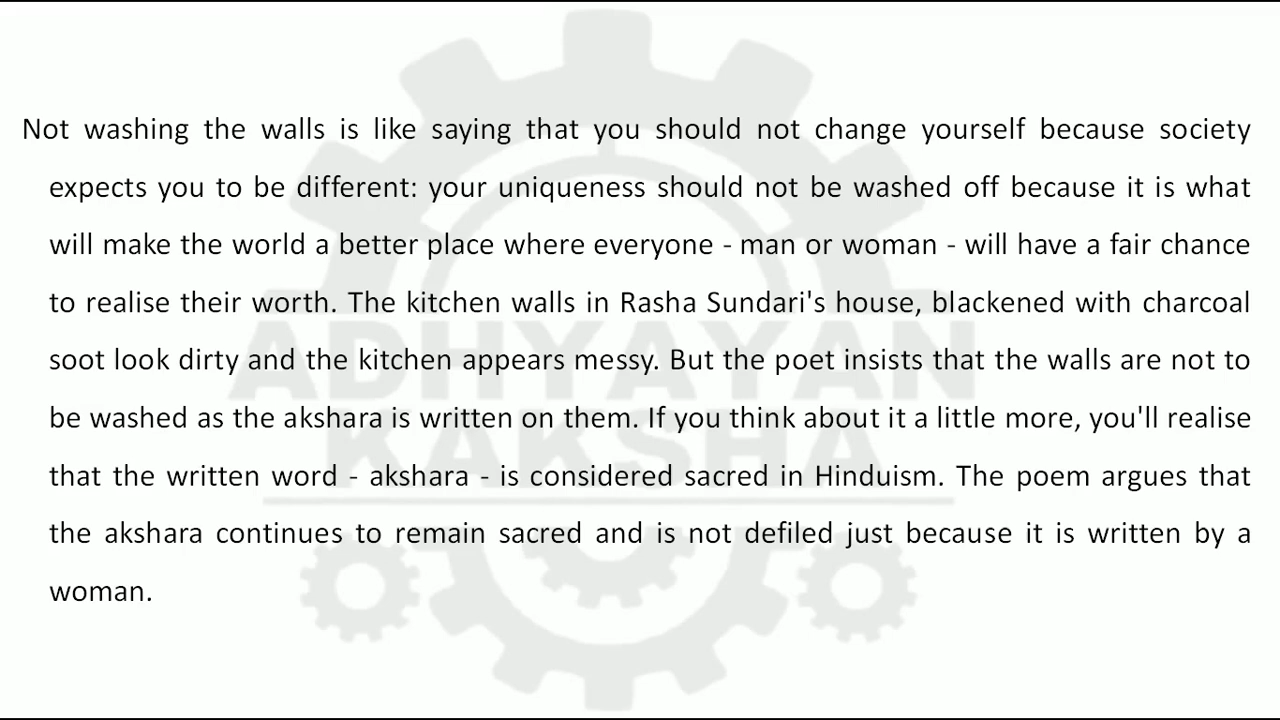 Not washing the walls is like saying that you should not change yourself because society
expects you to be different: your uniqueness should not be washed off because it is what
will make the world a better place where everyone - man or woman - will have a fair chance
to realise their worth. The kitchen walls in Rasha Sundari's house, blackened with charcoal
soot look dirty and the kitchen appears messy. But the poet insists that the walls are not to
be washed as the akshara is written on them. If you think about it a little more, you'll realise
that the written word - akshara - is considered sacred in Hinduism. The poem argues that
the akshara continues to remain sacred and is not defiled just because it is written by a
woman.
ADHYAYAN
KAKSHA